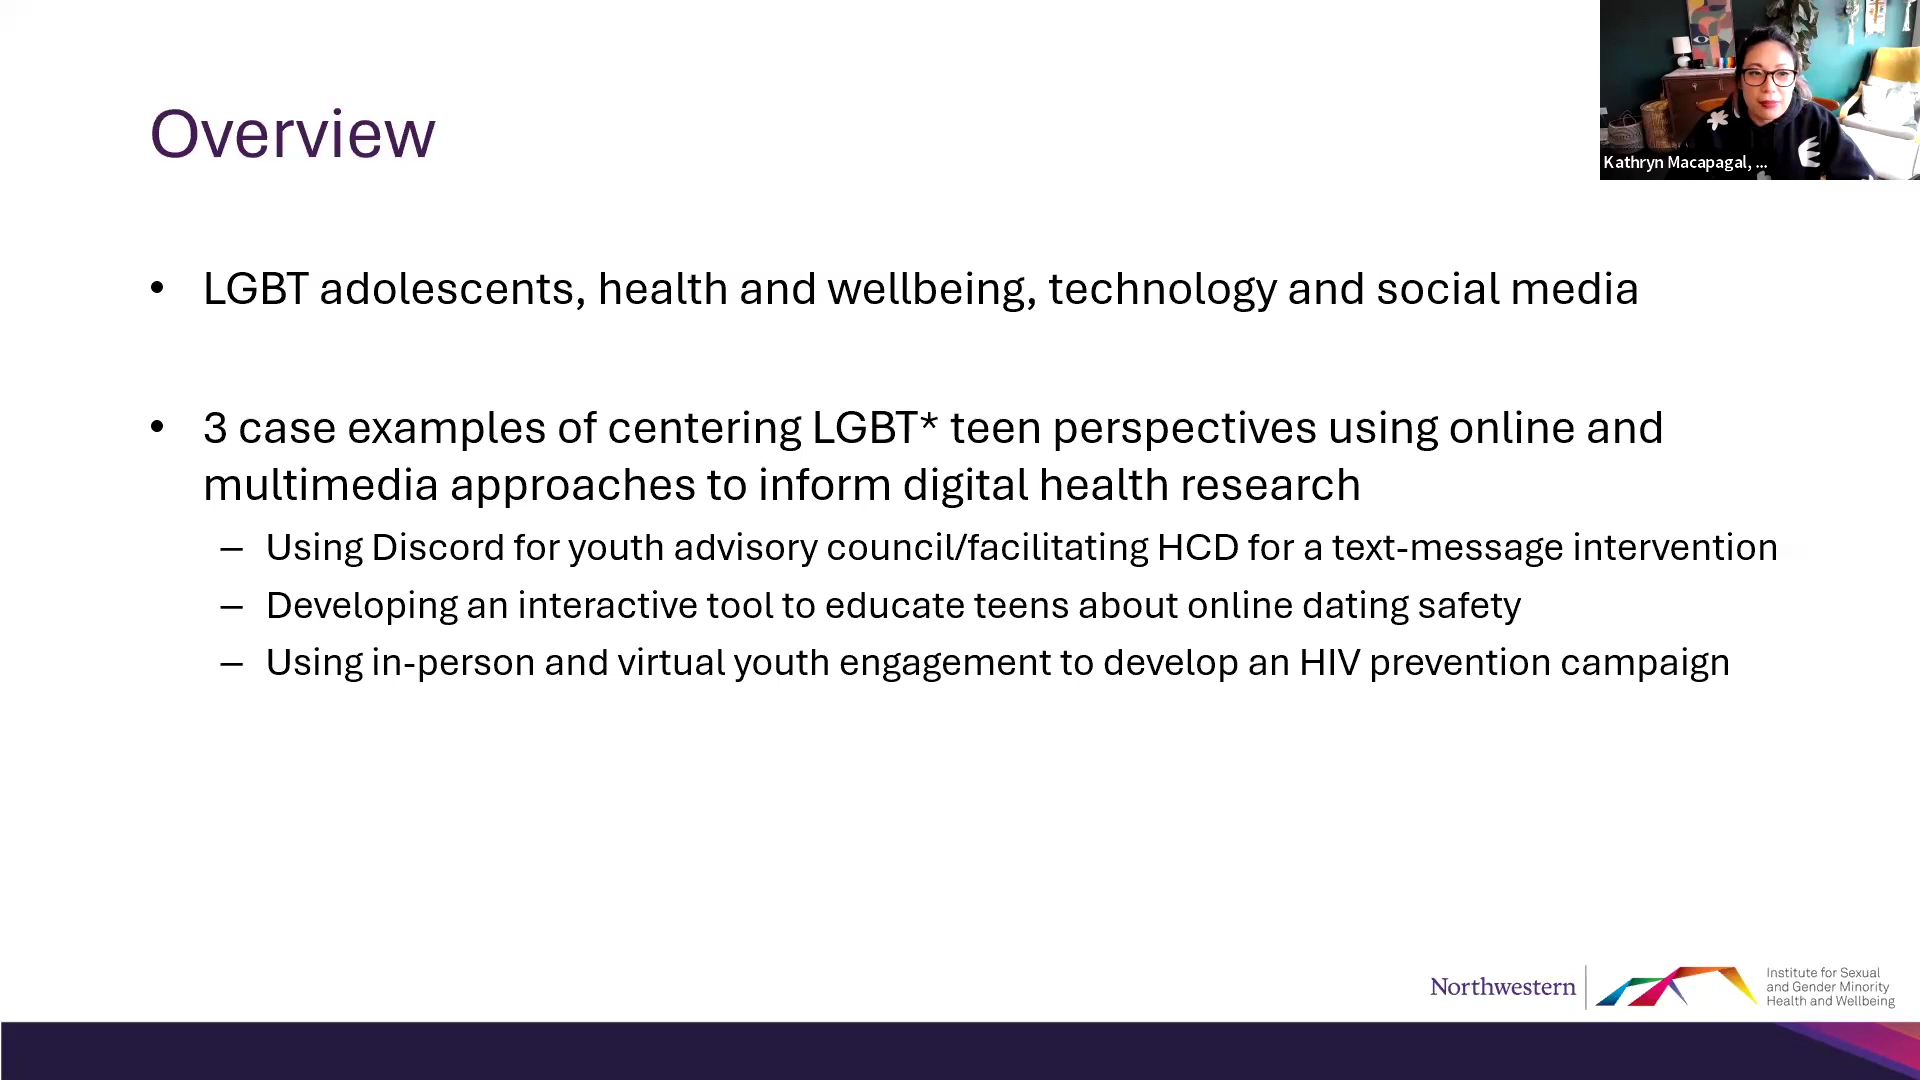 Overview
Kathryn Macapagal, ...
• LGBT adolescents, health and wellbeing, technology and social media
• 3 case examples of centering LGBT* teen perspectives using online and
multimedia approaches to inform digital health research
– Using Discord for youth advisory council/facilitating HCD for a text-message intervention
– Developing an interactive tool to educate teens about online dating safety
– Using in-person and virtual youth engagement to develop an HIV prevention campaign
Northwestern
Institute for Sexual
and Gender Minority
Health and Wellbeing